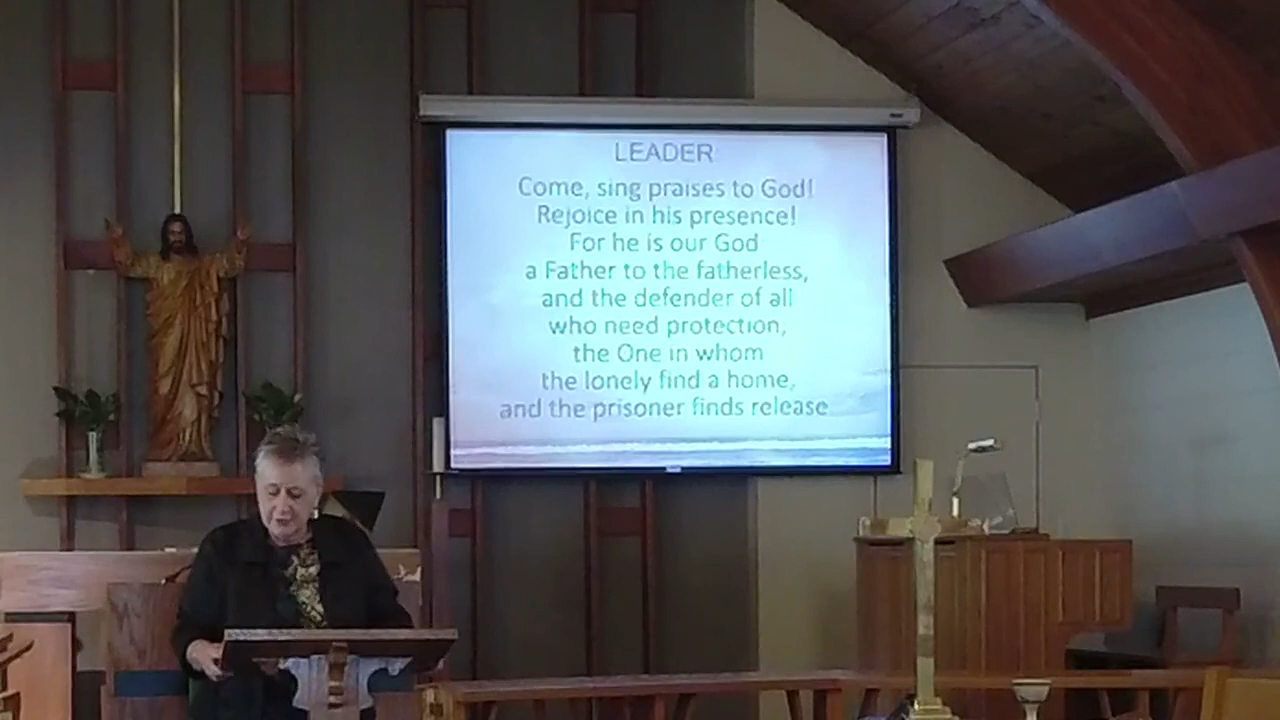 LEADER
Come, sing praises to God!
Rejoice in his presence!
For he is our God
a Father to the fatherless,
and the defender of all
who need protection,
the One in whom
the lonely find a home,
and the prisoner finds release